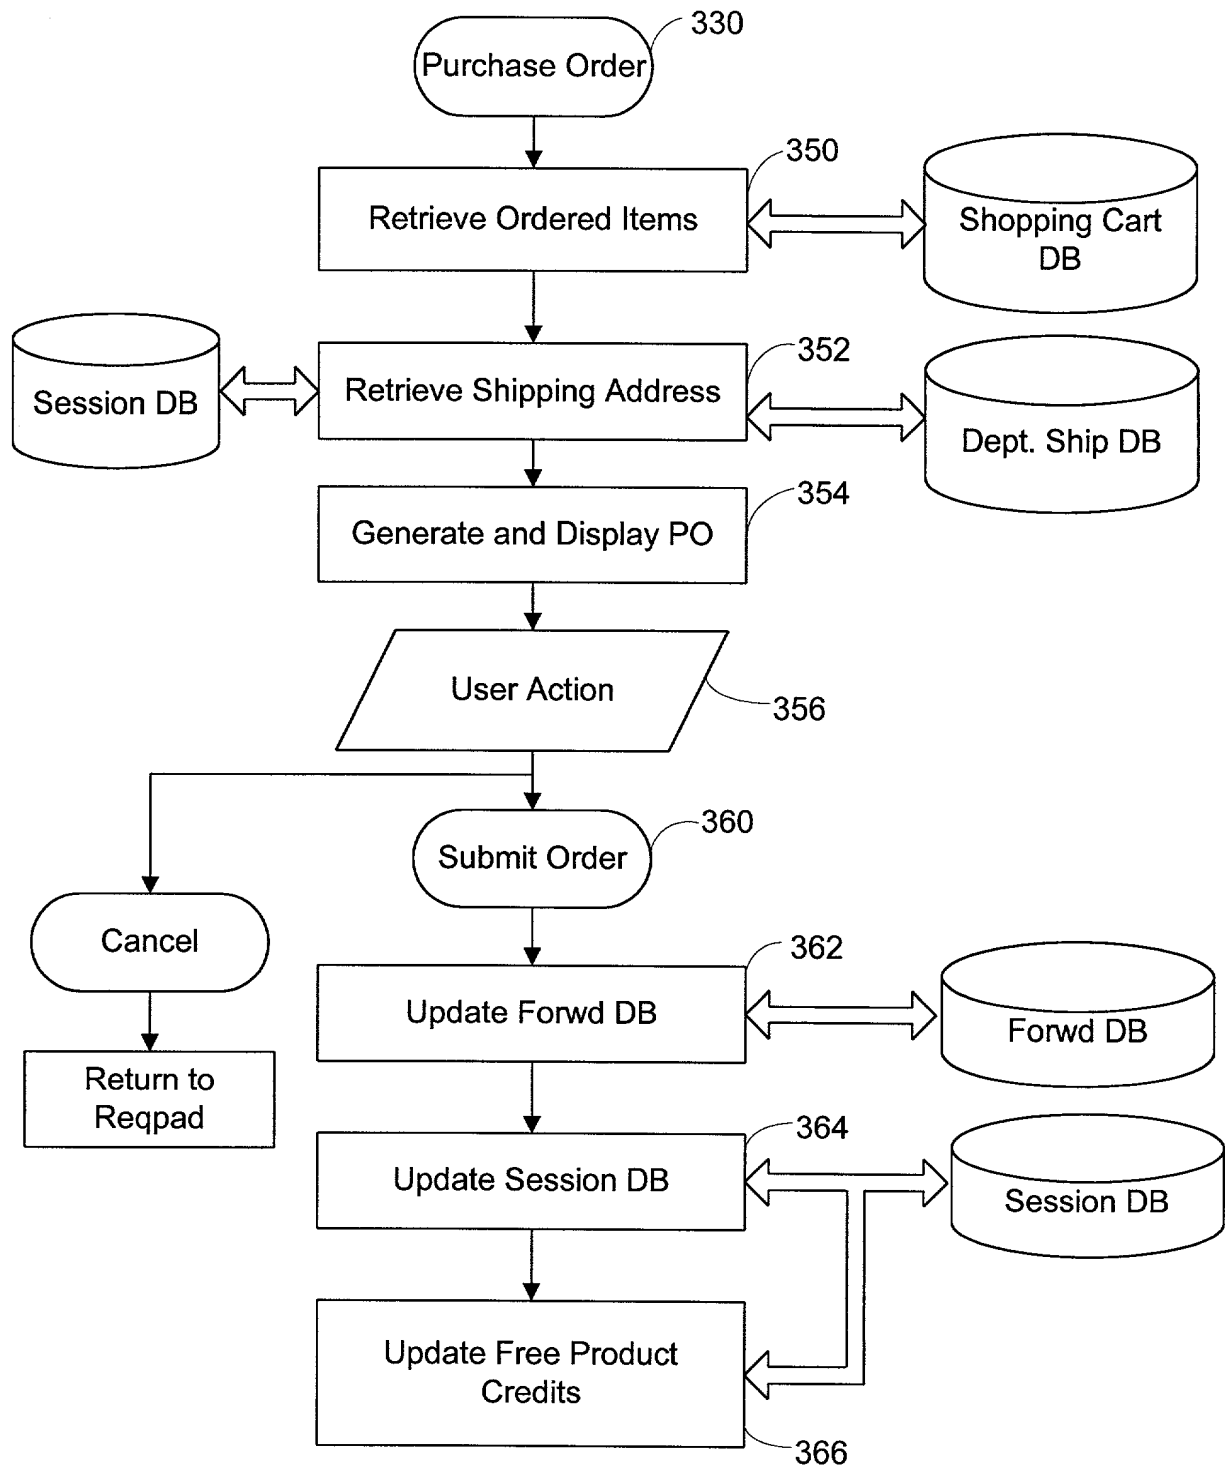 330
Purchase Order
350
Retrieve Ordered Items
Shopping Cart
DB
352
Session DB
Retrieve Shipping Address
Dept. Ship DB
354
Generate and Display PO
User Action
356
360
Submit Order
Cancel
362
Update Forwd DB
Forwd DB
Return to
Reqpad
364
Update Session DB
Session DB
Update Free Product
Credits
366